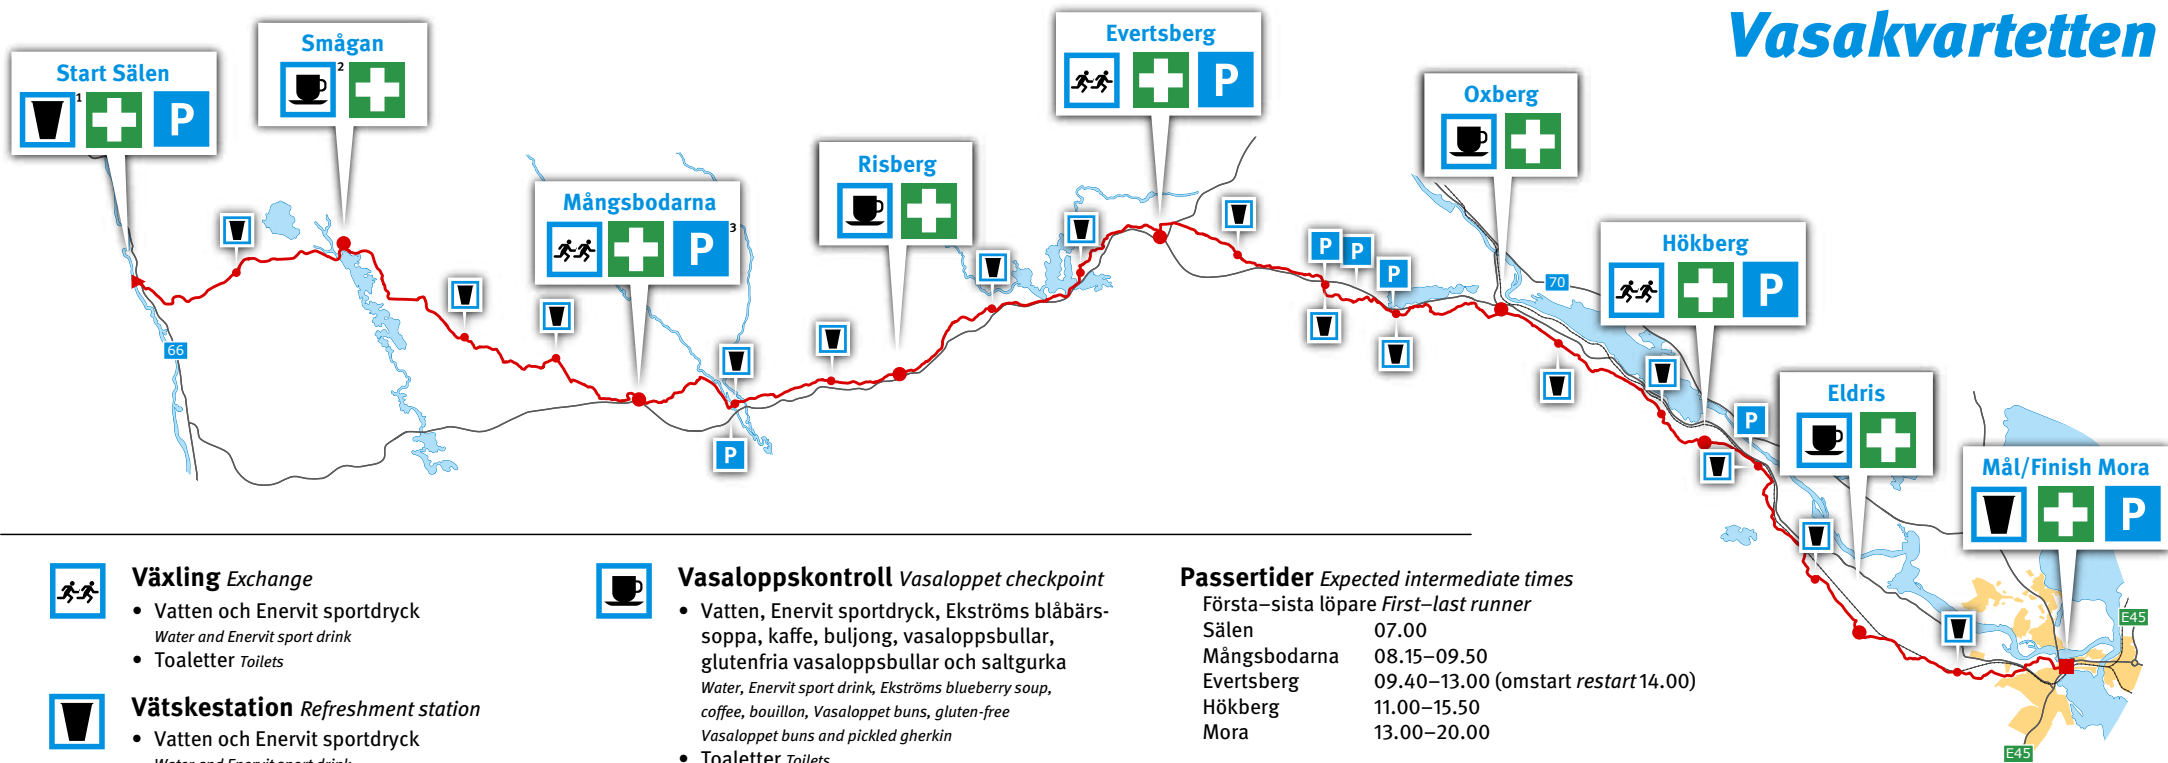 Vasakvartetten
Start Sälen
1
P
Smågan
2
Mångsbodarna
P
3
Risberg
Evertsberg
P
Oxberg
Hökberg
P
Eldris
Mål/Finish Mora
P
66
P
P
P
P
70
P
E45
E45
Växling Exchange
• Vatten och Enervit sportdryck
Water and Enervit sport drink
• Toaletter Toilets
Vätskestation Refreshment station
• Vatten och Enervit sportdryck
Water and Enervit sport drink
Vasaloppskontroll Vasaloppet checkpoint
• Vatten, Enervit sportdryck, Ekströms blåbärs-
soppa, kaffe, buljong, vasaloppsbullar,
glutenfria vasaloppsbullar och saltgurka
Water, Enervit sport drink, Ekströms blueberry soup,
coffee, bouillon, Vasaloppet buns, gluten-free
Vasaloppet buns and pickled gherkin
• Toaletter Toilets
Passertider Expected intermediate times
Första–sista löpare First–last runner
Sälen 07.00
Mångsbodarna 08.15–09.50
Evertsberg 09.40–13.00 (omstart restart 14.00)
Hökberg 11.00–15.50
Mora 13.00–20.00